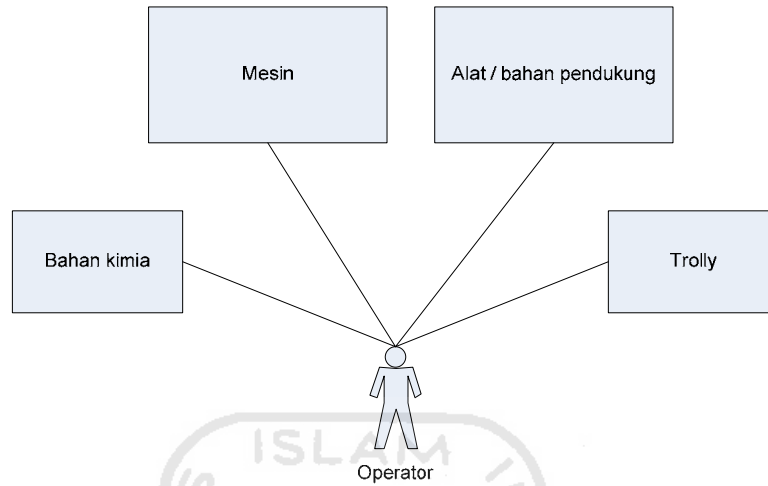 Mesin
Alat / bahan pendukung
Bahan kimia
Trolly
ISLAM
Operator